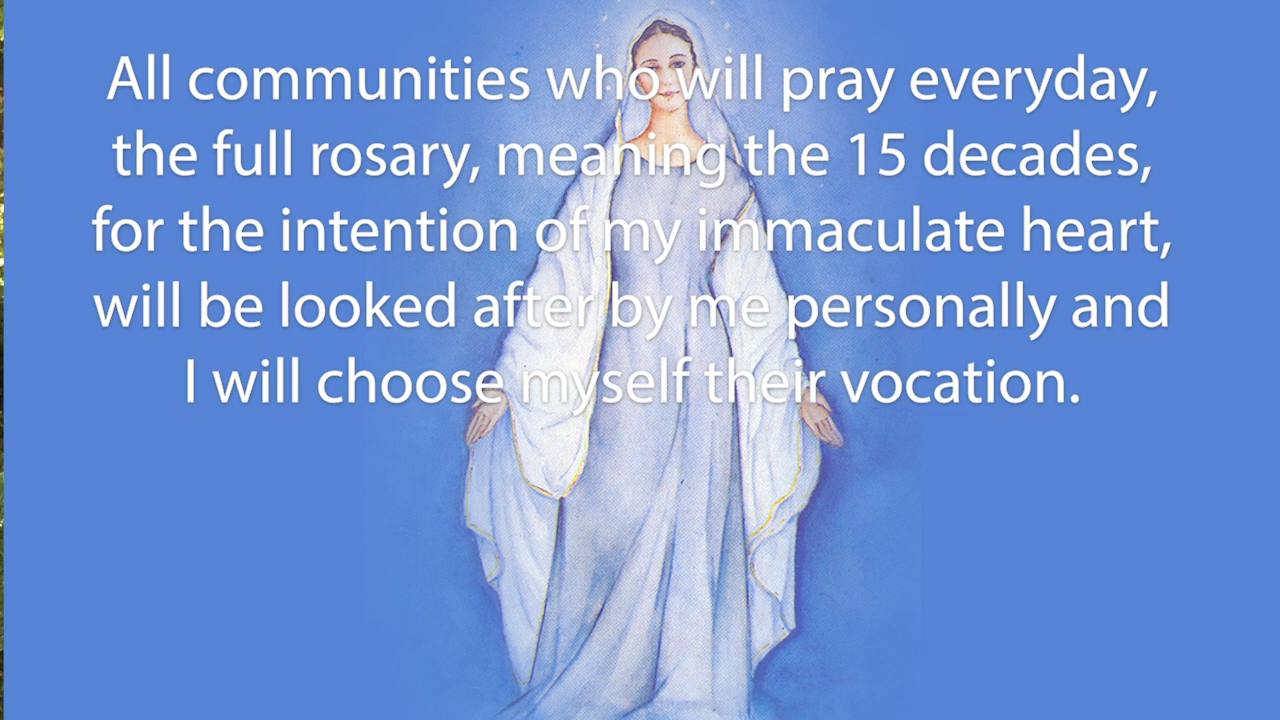 All communities who will pray everyday,
the full rosary, meaning the 15 decades,
for the intention of my immaculate heart,
will be looked after by me personally and
I will choose myself their vocation.